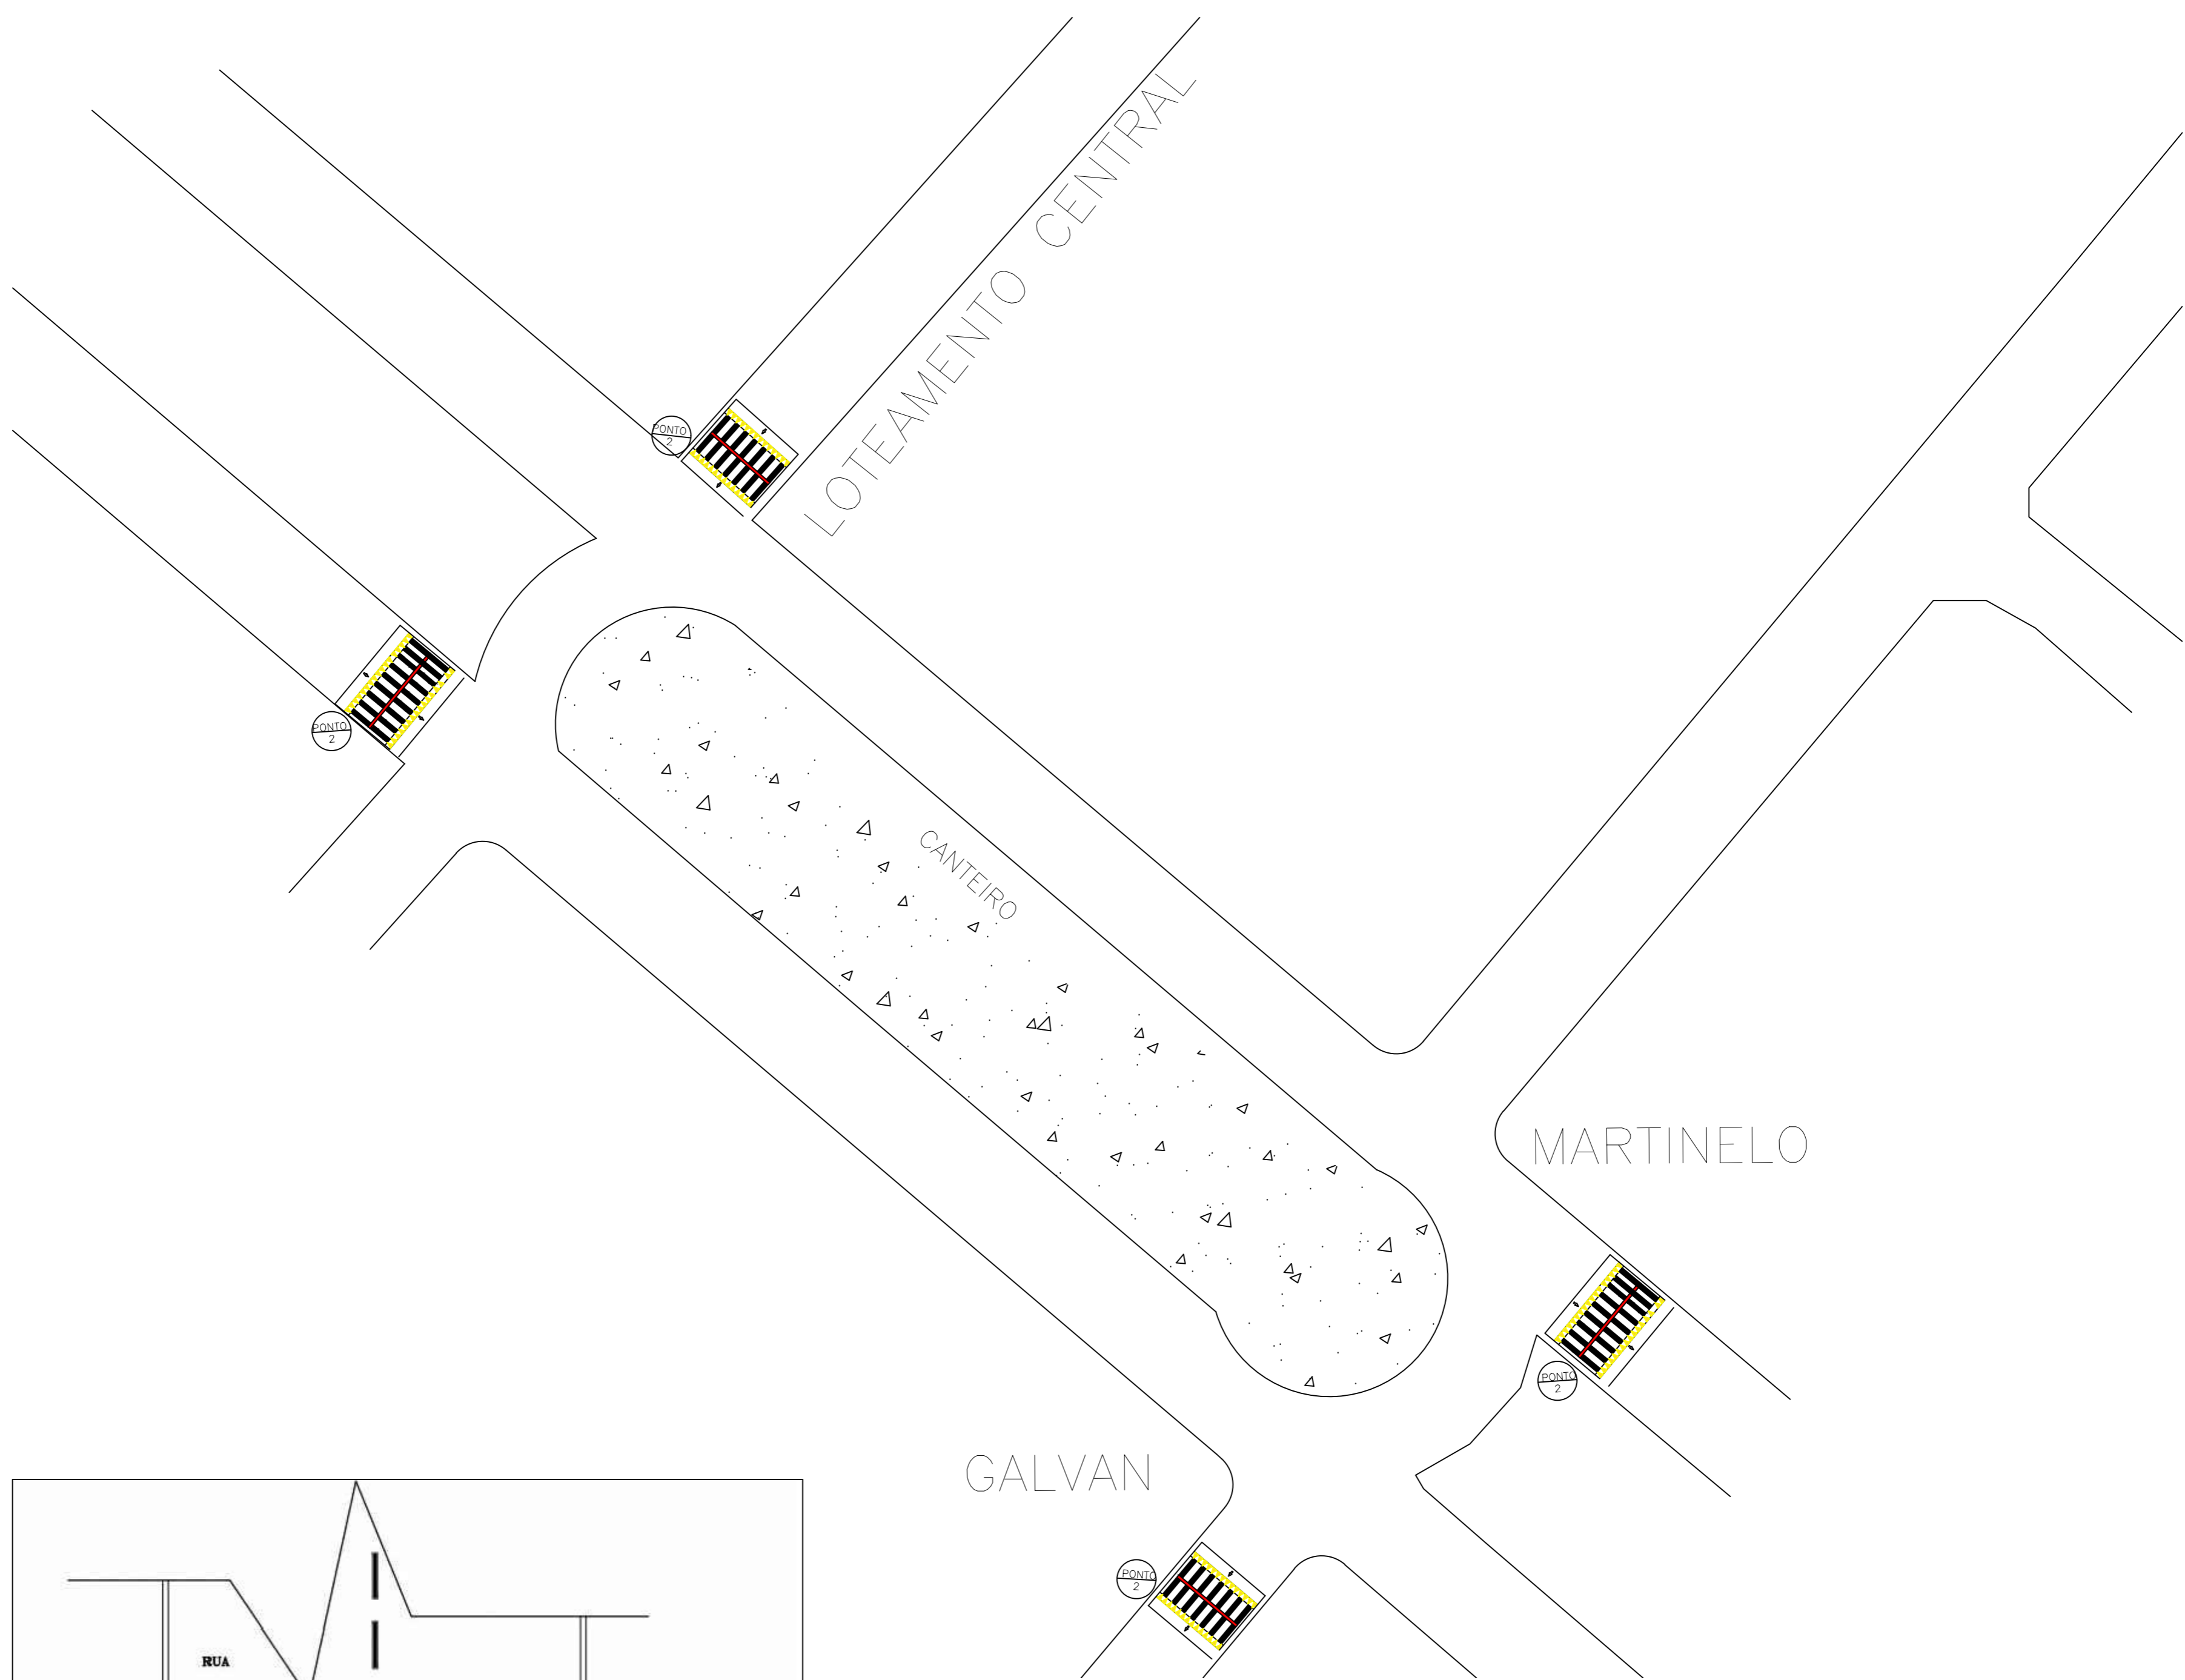 LOTEAMENTO CENTRAL
PONTO
2
PONTO
2
CANTEIRO
MARTINELO
PONTO
2
GALVAN
PONTO
2
RUA